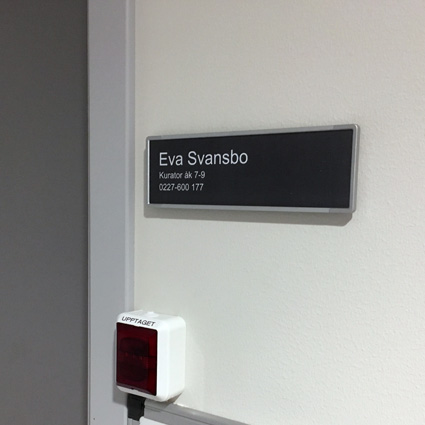 Eva Svansbo
Kurator åk 7-9
0227-600 177
UPPTAGET